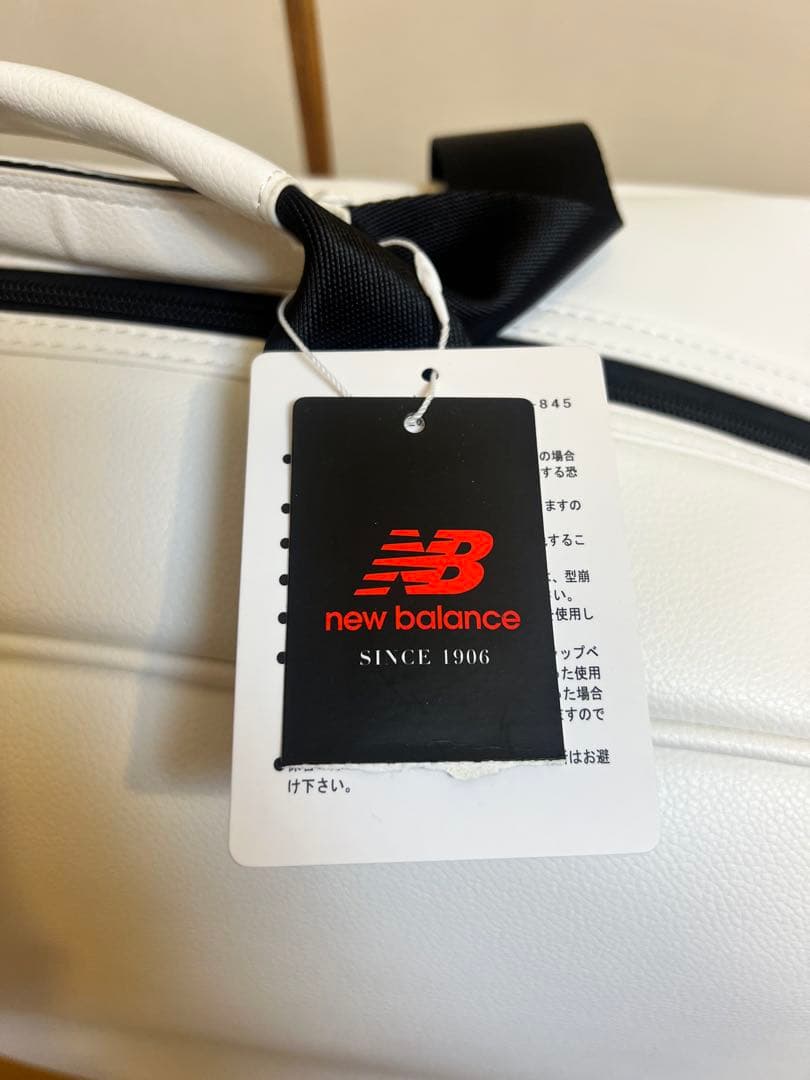 -845
の場合
する恐
ますの
するこ
、型崩
い。
使用し
ップベ
た使用
た場合
ますので
はお避
け下さい。
NB
new balance
SINCE 1906